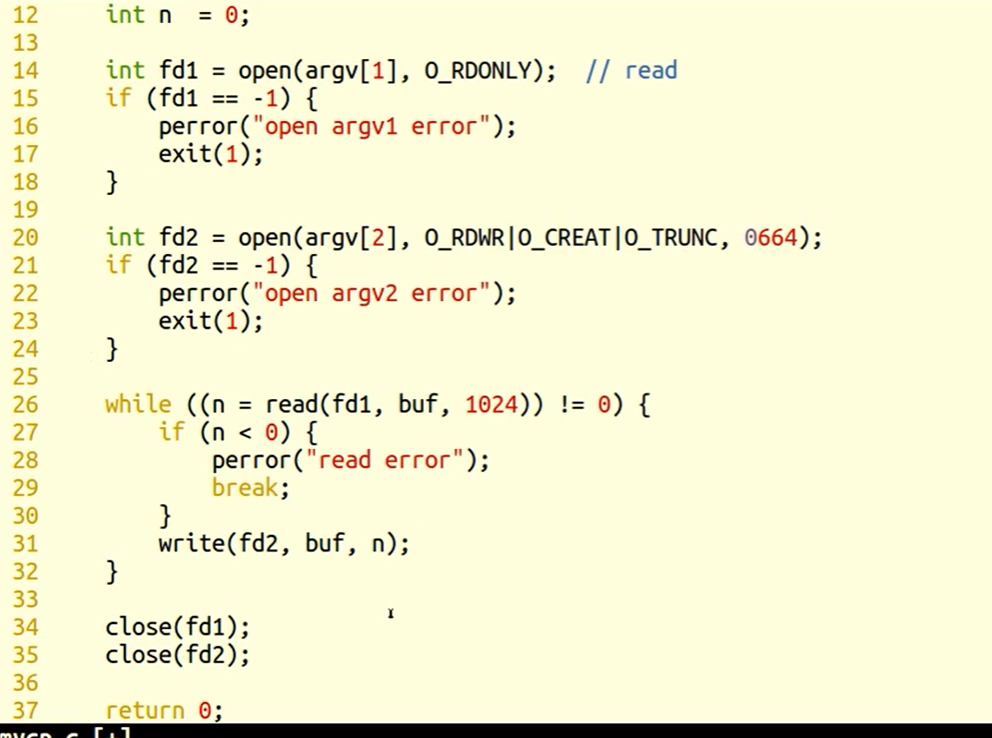 12 int n  = 0;
13
14 int fd1 = open(argv[1], O_RDONLY);  // read
15 if (fd1 == -1) {
16 perror("open argv1 error");
17 exit(1);
18 }
19
20 int fd2 = open(argv[2], O_RDWR|O_CREAT|O_TRUNC, 0664);
21 if (fd2 == -1) {
22 perror("open argv2 error");
23 exit(1);
24 }
25
26 while ((n = read(fd1, buf, 1024)) != 0) {
27 if (n < 0) {
28 perror("read error");
29 break;
30 }
31 write(fd2, buf, n);
32 }
33
34 close(fd1);
35 close(fd2);
36
37 return 0;
mycp.c [+]